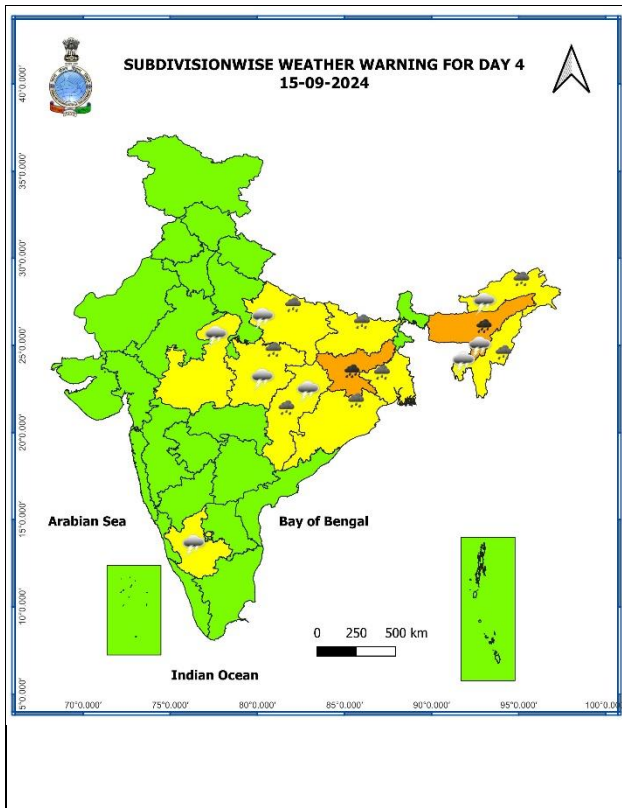 SUBDIVISIONWISE WEATHER WARNING FOR DAY 4
15-09-2024
40°0.000'
35°0.000'
30°0.000'
25°0.000'
20°0.000'
15°0.000'
10°0.000'
5°0.000'
Arabian Sea
Bay of Bengal
0 250 500 km
Indian Ocean
70°0.000' 75°0.000' 80°0.000' 85°0.000' 90°0.000' 95°0.000' 100°0.000'